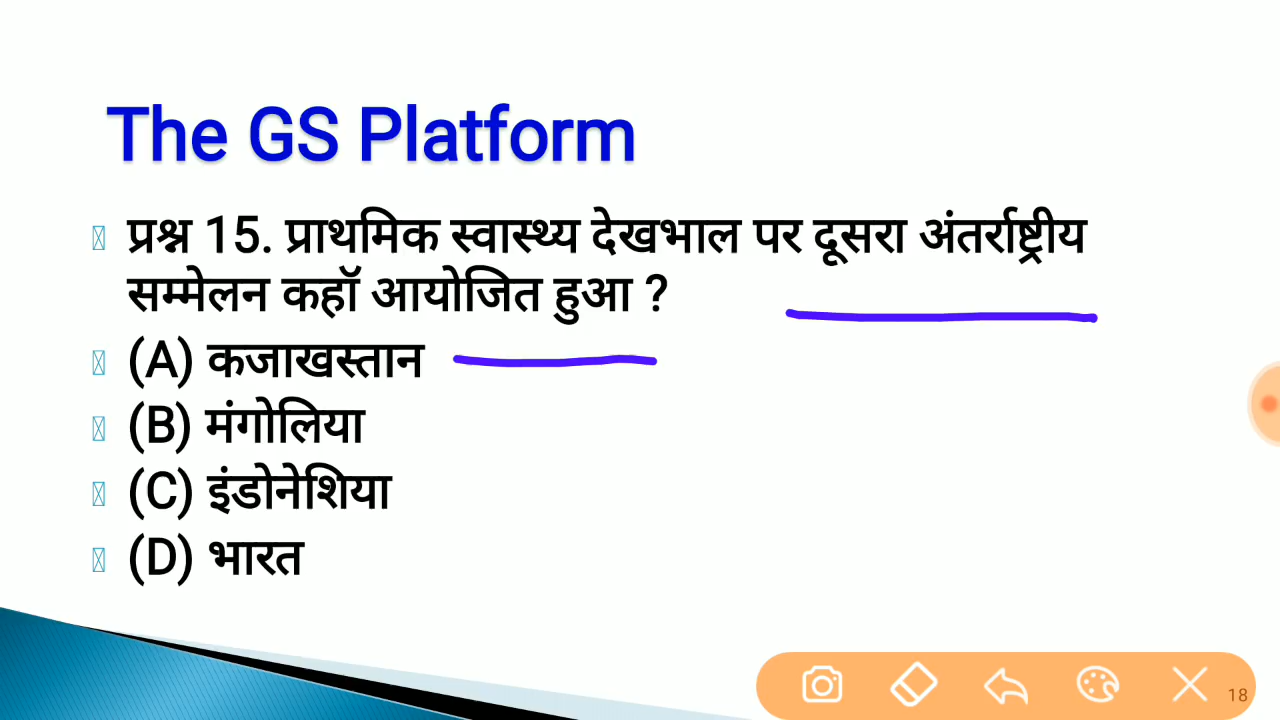 The GS Platform
प्रश्न 15. प्राथमिक स्वास्थ्य देखभाल पर दूसरा अंतर्राष्ट्रीय
सम्मेलन कहॉ आयोजित हुआ ?
(A) कजाखस्तान
(B) मंगोलिया
(C) इंडोनेशिया
(D) भारत
18